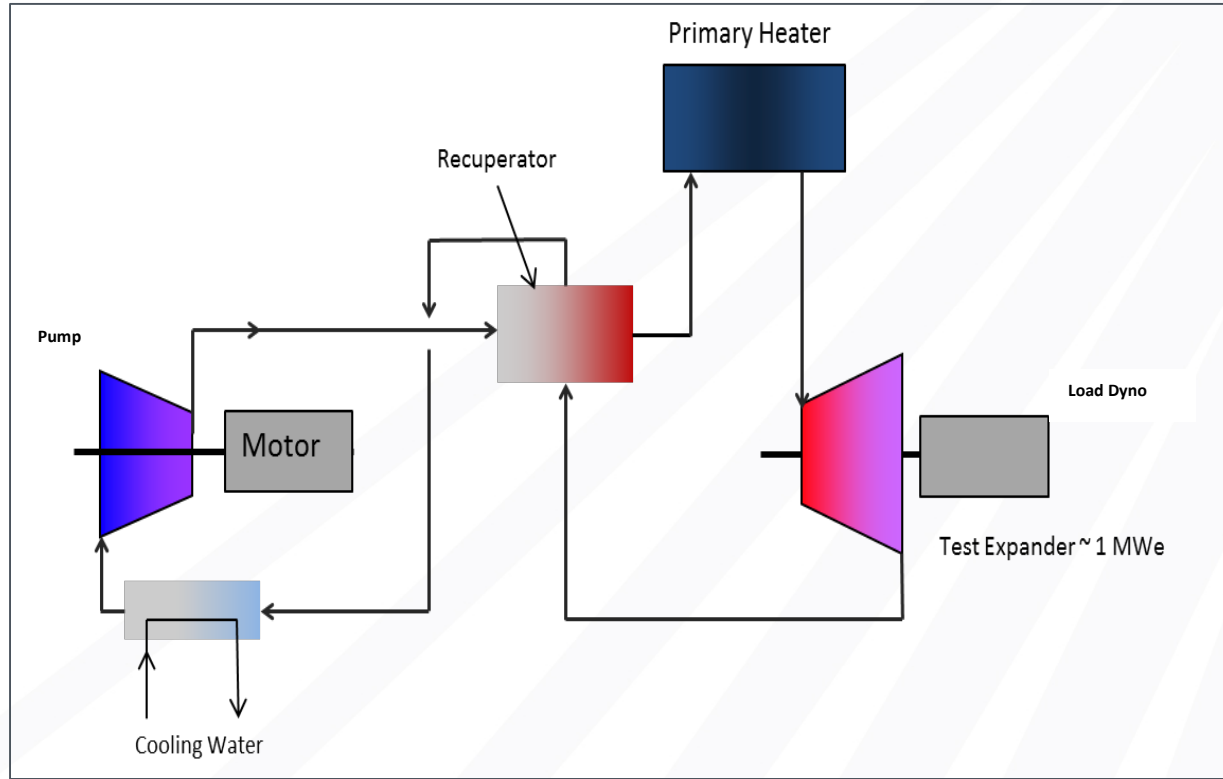 Primary Heater
Recuperator
Pump
Load Dyno
Motor
Test Expander ~ 1 MWe
Cooling Water